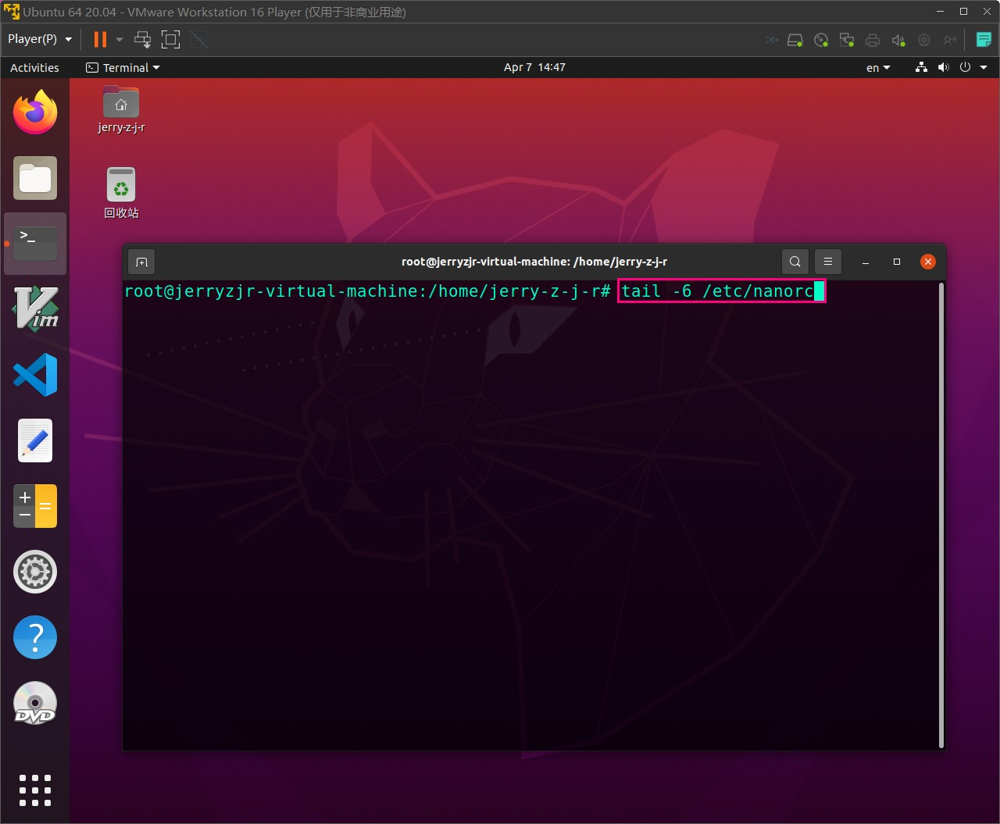 Ubuntu 64 20.04 - VMware Workstation 16 Player (仅用于非商业用途)
Player(P)
Activities
Terminal
Apr 7 14:47
en
jerry-z-j-r
回收站
>_
root@jerryzjr-virtual-machine: /home/jerry-z-j-r
root@jerryzjr-virtual-machine:/home/jerry-z-j-r# tail -6 /etc/nanorc
Vim
+
=
−
?
DVD